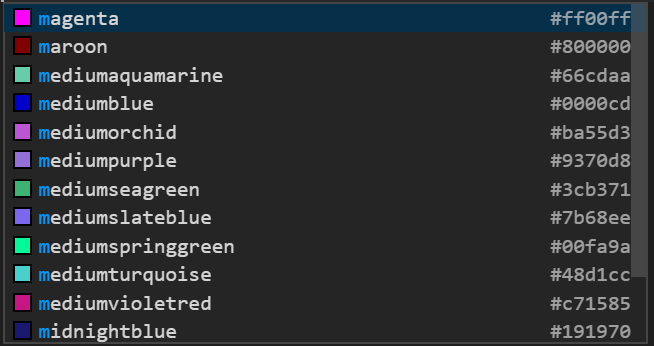 magenta #ff00ff
maroon #800000
mediumaquamarine #66cdaa
mediumblue #0000cd
mediumorchid #ba55d3
mediumpurple #9370d8
mediumseagreen #3cb371
mediumslateblue #7b68ee
mediumspringgreen #00fa9a
mediumturquoise #48d1cc
mediumvioletred #c71585
midnightblue #191970